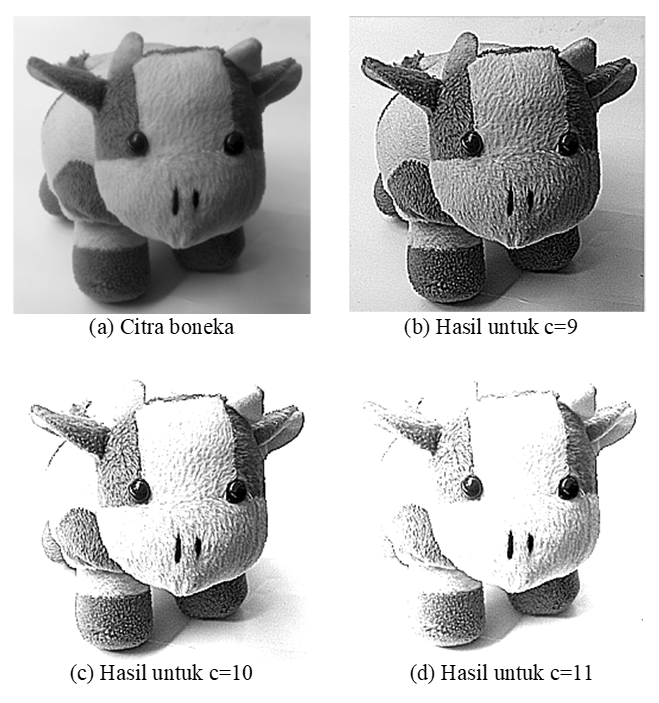 (a) Citra boneka
(b) Hasil untuk c=9
(c) Hasil untuk c=10
(d) Hasil untuk c=11